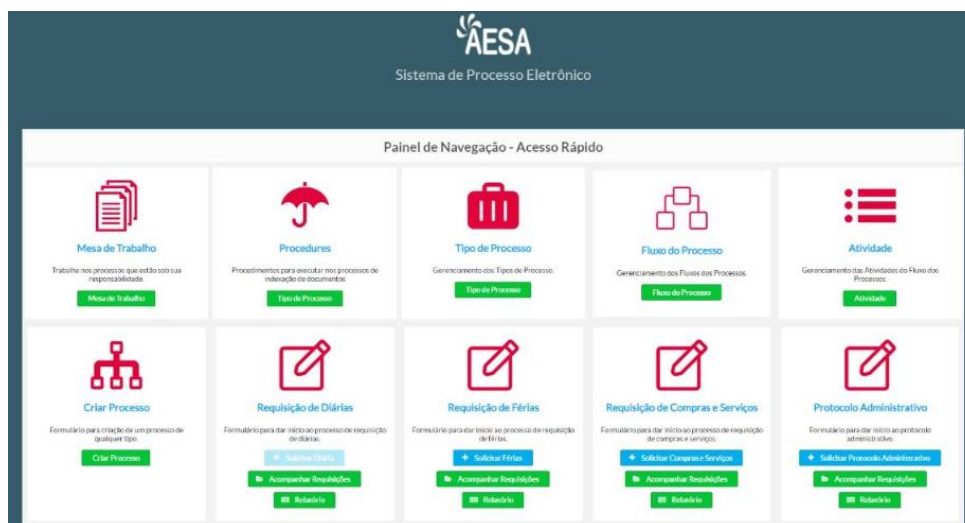 AESA
Sistema de Processo Eletrônico
Painel de Navegação - Acesso Rápido
Mesa de Trabalho
Trabalhe nos processos que estão sob sua
responsabilidade.
Mesa de Trabalho
Procedures
Procedimentos para executar nos processos de
indexação de documentos
Tipo de Processo
Tipo de Processo
Gerenciamento dos Tipos de Processo.
Tipo de Processo
Fluxo do Processo
Gerenciamento dos Fluxos dos Processos.
Fluxo do Processo
Atividade
Gerenciamento das Atividades do Fluxo dos
Processos.
Atividade
Criar Processo
Formulário para criação de um processo de
qualquer tipo.
Criar Processo
Requisição de Diárias
Formulário para dar início ao processo de requisição
de diárias.
Solicitar Diária
Acompanhar Requisições
Relatório
Requisição de Férias
Formulário para dar início ao processo de requisição
de férias.
Solicitar Férias
Acompanhar Requisições
Relatório
Requisição de Compras e Serviços
Formulário para dar início ao processo de requisição
de compras e serviços.
Solicitar Compras e Serviços
Acompanhar Requisições
Relatório
Protocolo Administrativo
Formulário para dar início ao protocolo
administrativo.
Solicitar Protocolo Administrativo
Acompanhar Requisições
Relatório